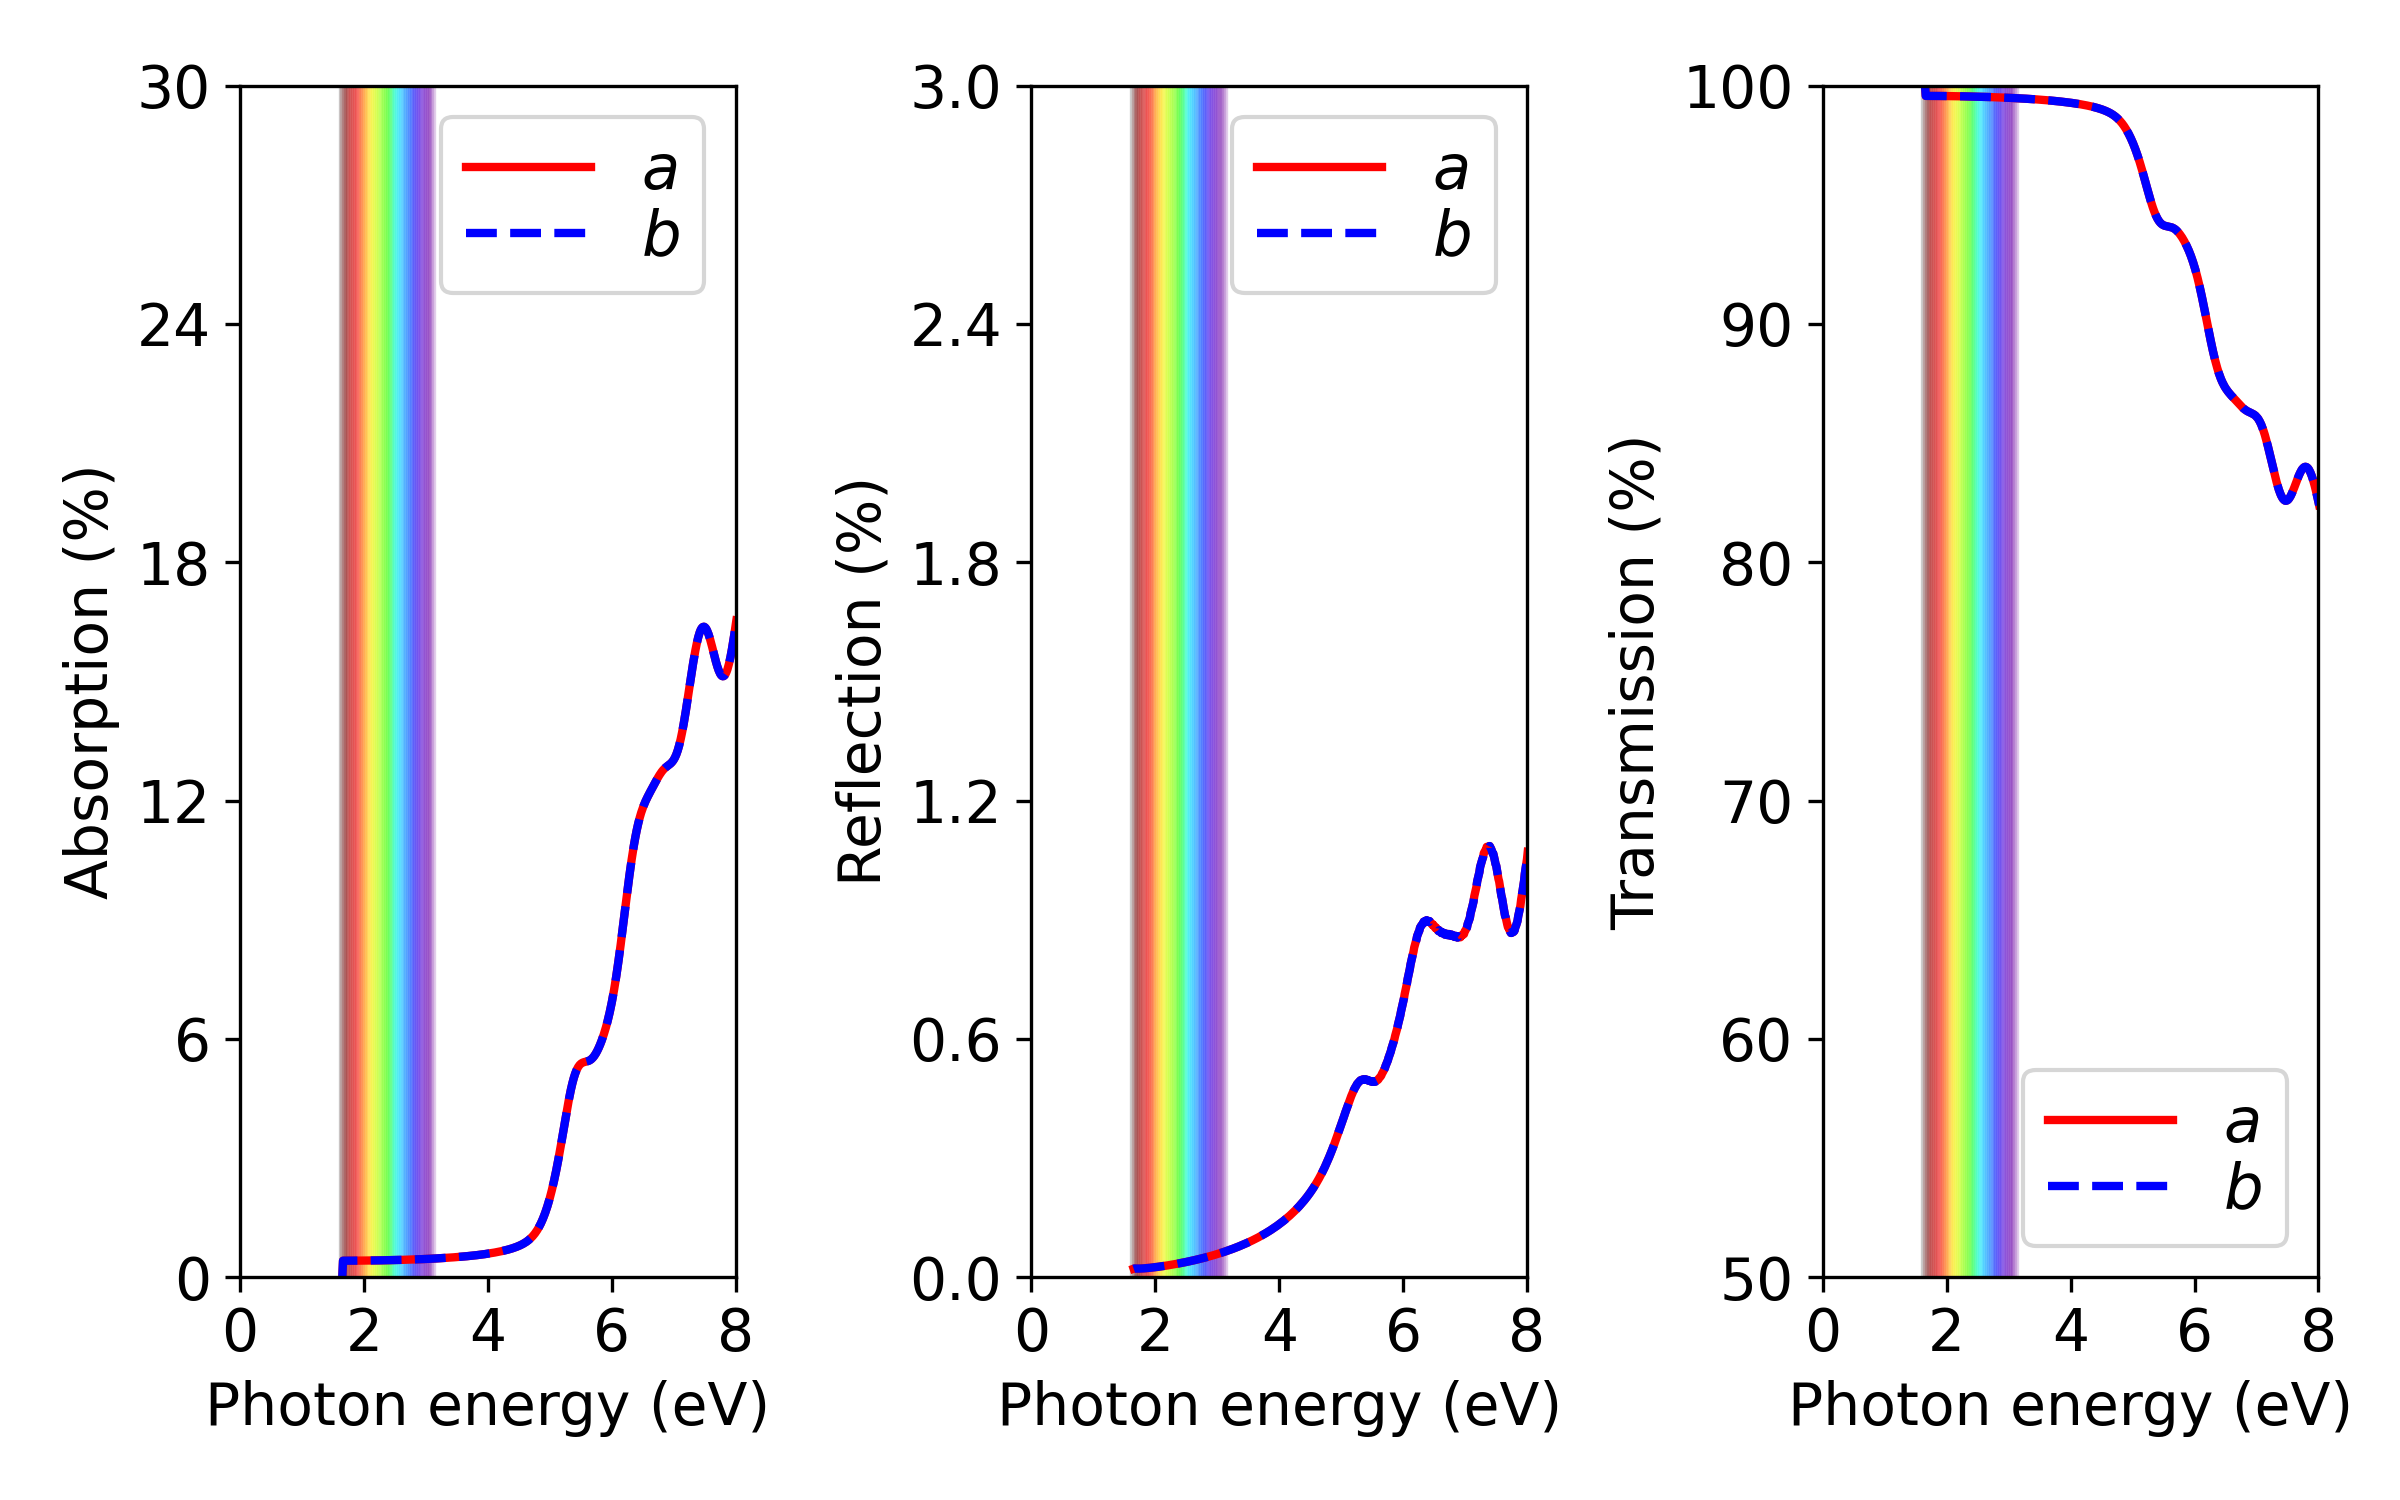 30
24
18
12
6
0
0 2 4 6 8
Absorption (%)
Photon energy (eV)
a
b
3.0
2.4
1.8
1.2
0.6
0.0
0 2 4 6 8
Reflection (%)
Photon energy (eV)
a
b
100
90
80
70
60
50
0 2 4 6 8
Transmission (%)
Photon energy (eV)
a
b